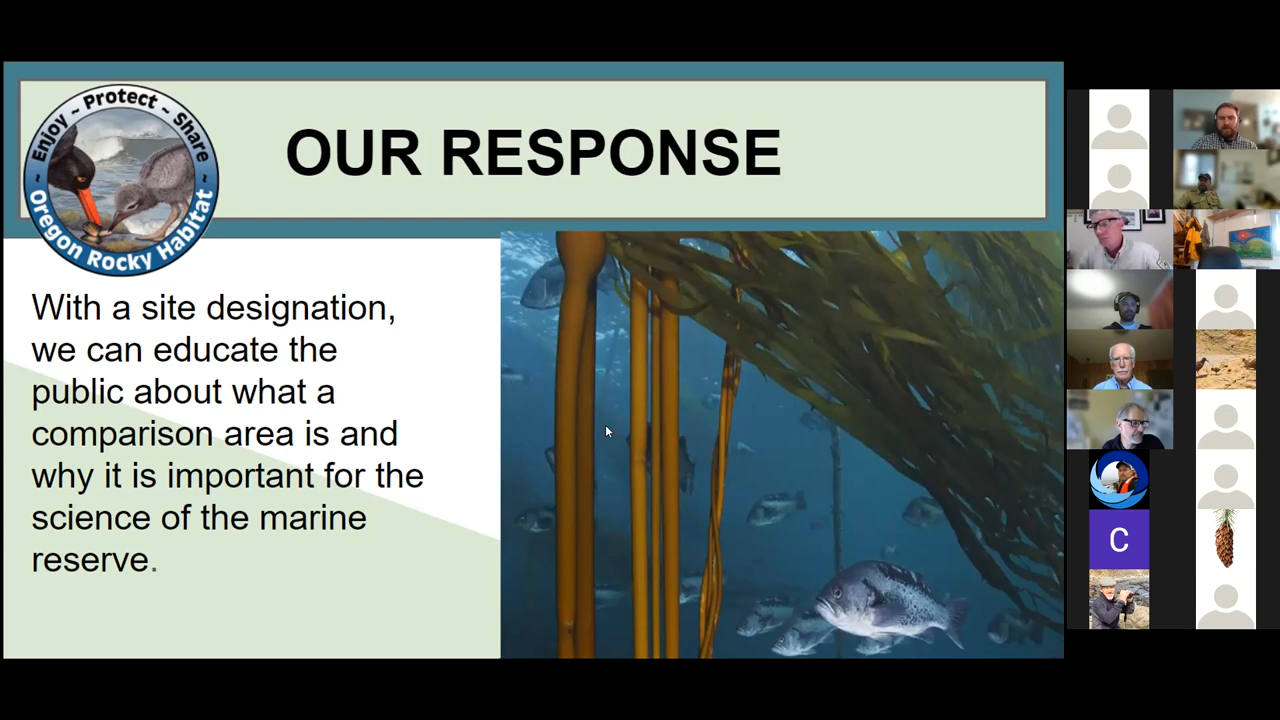 Enjoy ~ Protect ~ Share ~
Oregon Rocky Habitat ~
OUR RESPONSE
With a site designation,
we can educate the
public about what a
comparison area is and
why it is important for the
science of the marine
reserve.
C